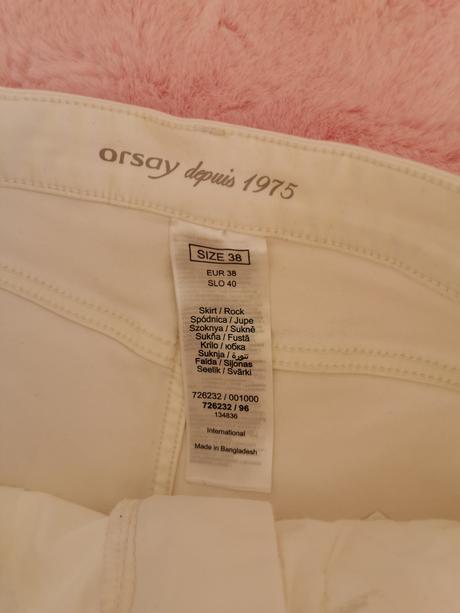 orsay depuis 1975
SIZE 38
EUR 38
SLO 40
Skirt / Rock
Spódnica / Jupe
Szoknya / Sukně
Sukňa / Fustă
Krilo / юбка
Suknja / تنورة
Falda / Sijonas
Seelik / Svārki
726232 / 001000
726232 / 96
134836
International
Made in Bangladesh